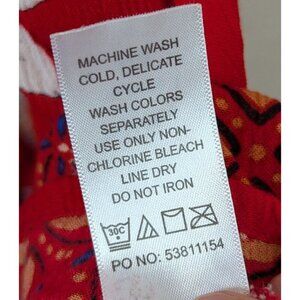 MACHINE WASH
COLD, DELICATE
CYCLE
WASH COLORS
SEPARATELY
USE ONLY NON-
CHLORINE BLEACH
LINE DRY
DO NOT IRON
30C
PO NO: 53811154